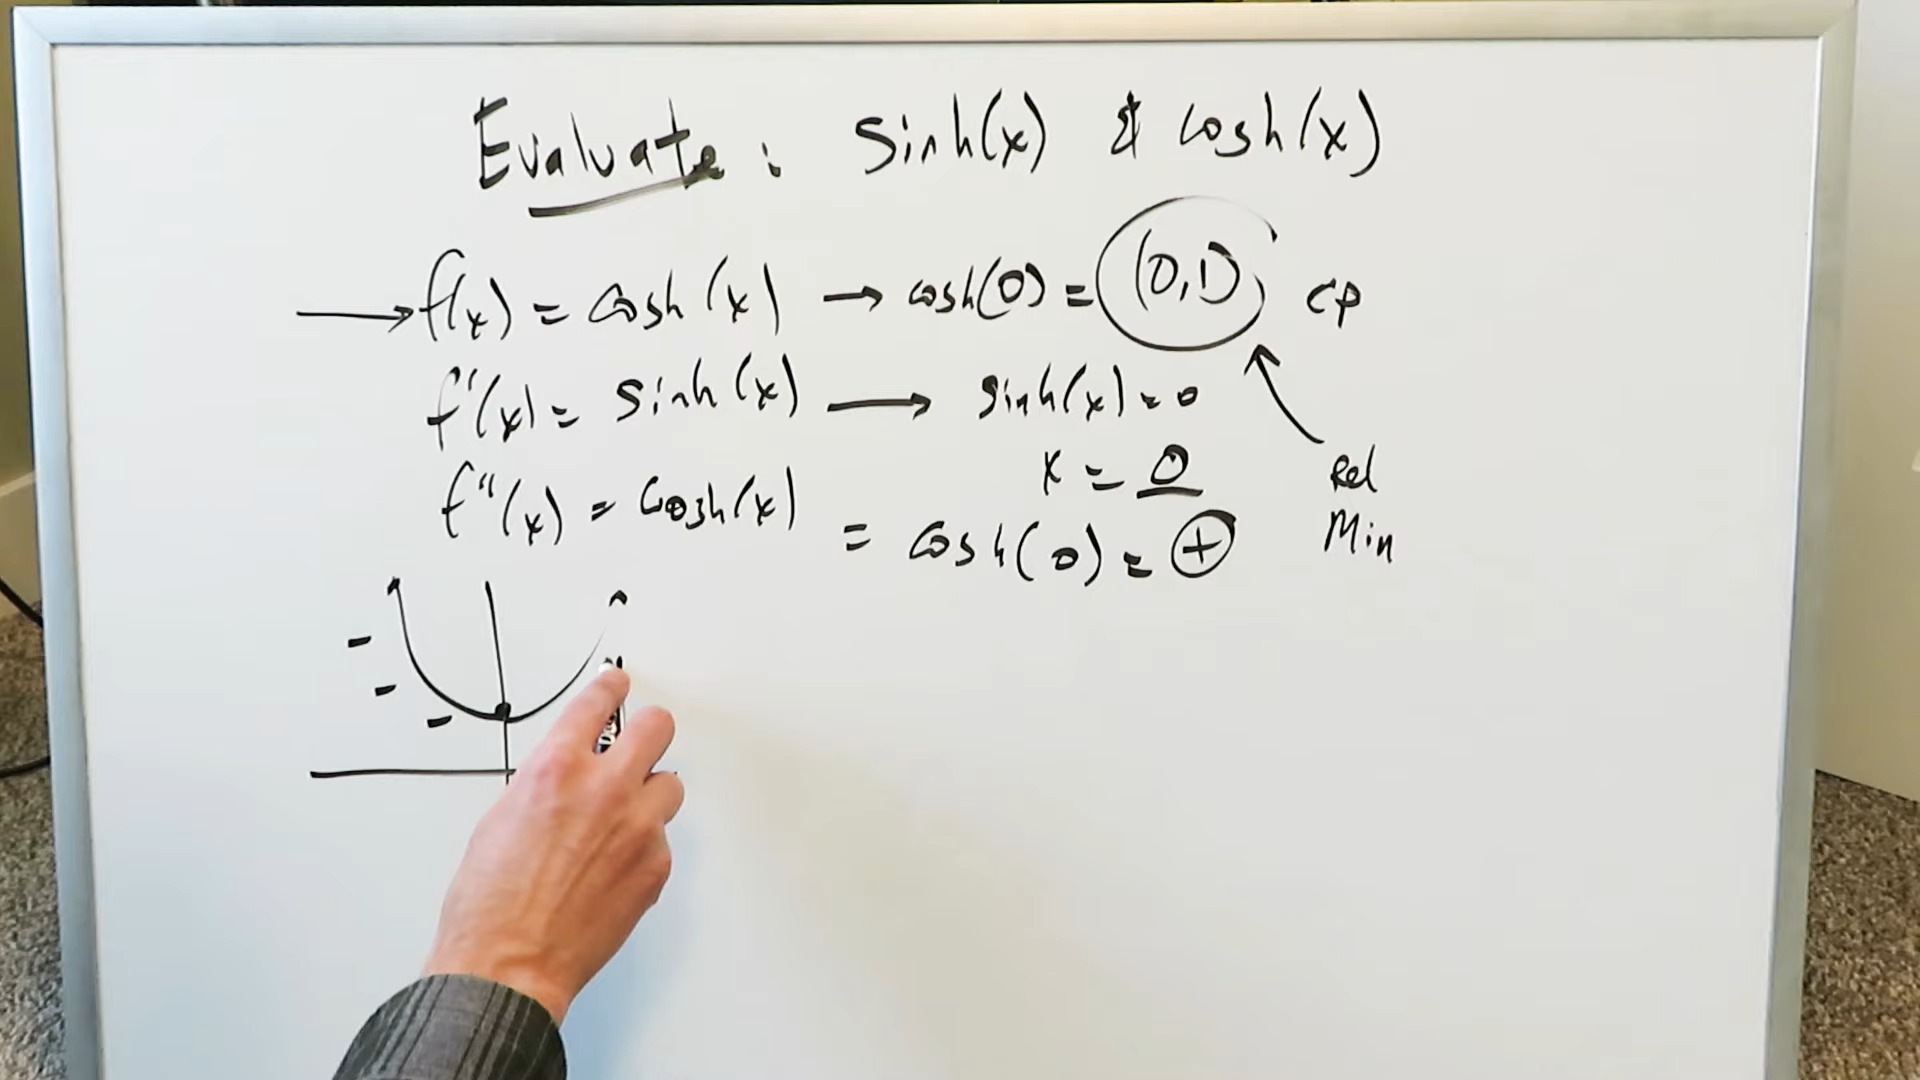 Evaluate: Sinh(x) & Cosh(x)
→ f(x) = Cosh(x) → cosh(0) = (0,1) CP
f'(x) = Sinh(x) → Sinh(x) = 0
x = 0
Rel
Min
f''(x) = Cosh(x) = Cosh(0) = +
- 
-
-